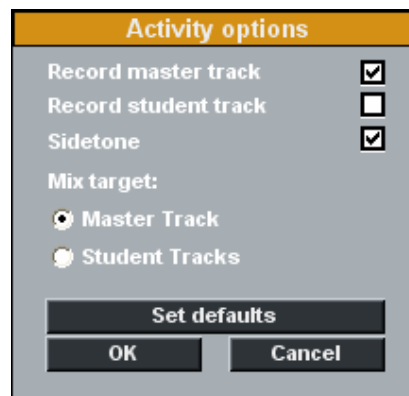 Activity options
Record master track
Record student track
Sidetone
Mix target:
Master Track
Student Tracks
Set defaults
OK Cancel